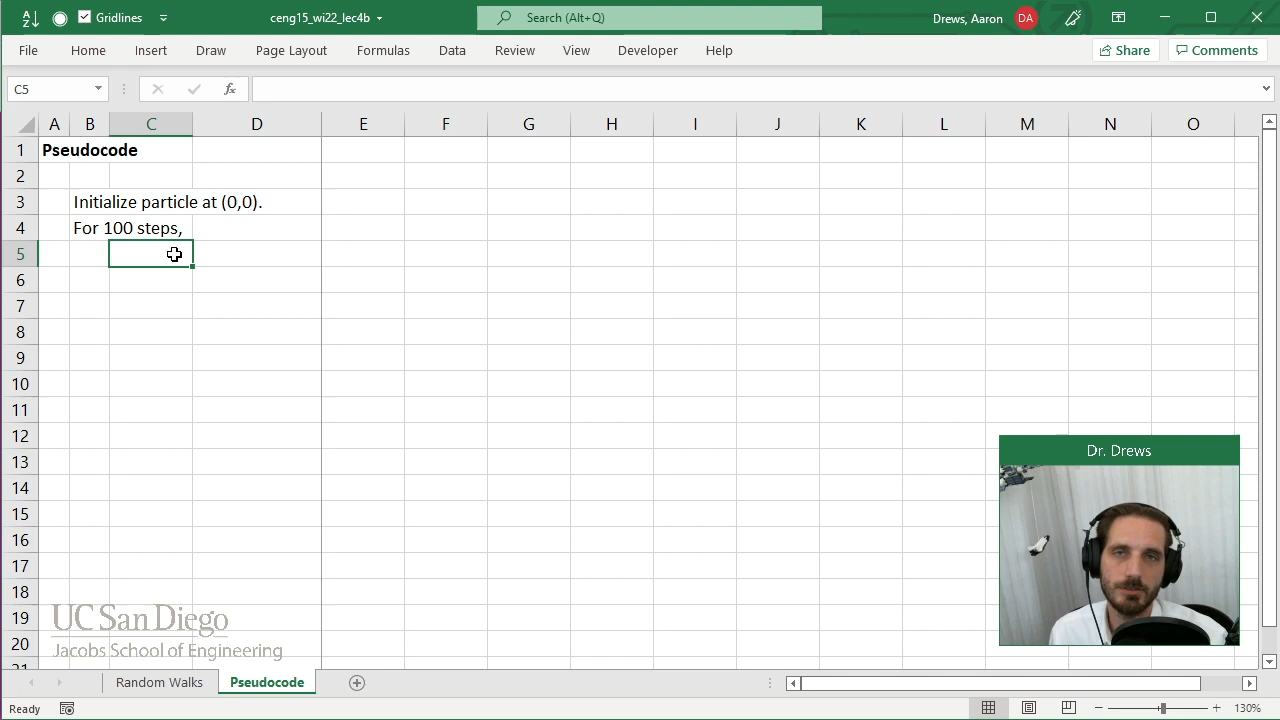 Gridlines
ceng15_wi22_lec4b
Search (Alt+Q)
Drews, Aaron
DA
File Home Insert Draw Page Layout Formulas Data Review View Developer Help
Share Comments
C5
fx
A B C D E F G H I J K L M N O
1 Pseudocode
2
3 Initialize particle at (0,0).
4 For 100 steps,
5
6
7
8
9
10
11
12
13
14
15
16
17
18
19
20
21
Dr. Drews
UC San Diego
Jacobs School of Engineering
Random Walks Pseudocode
Ready
130%